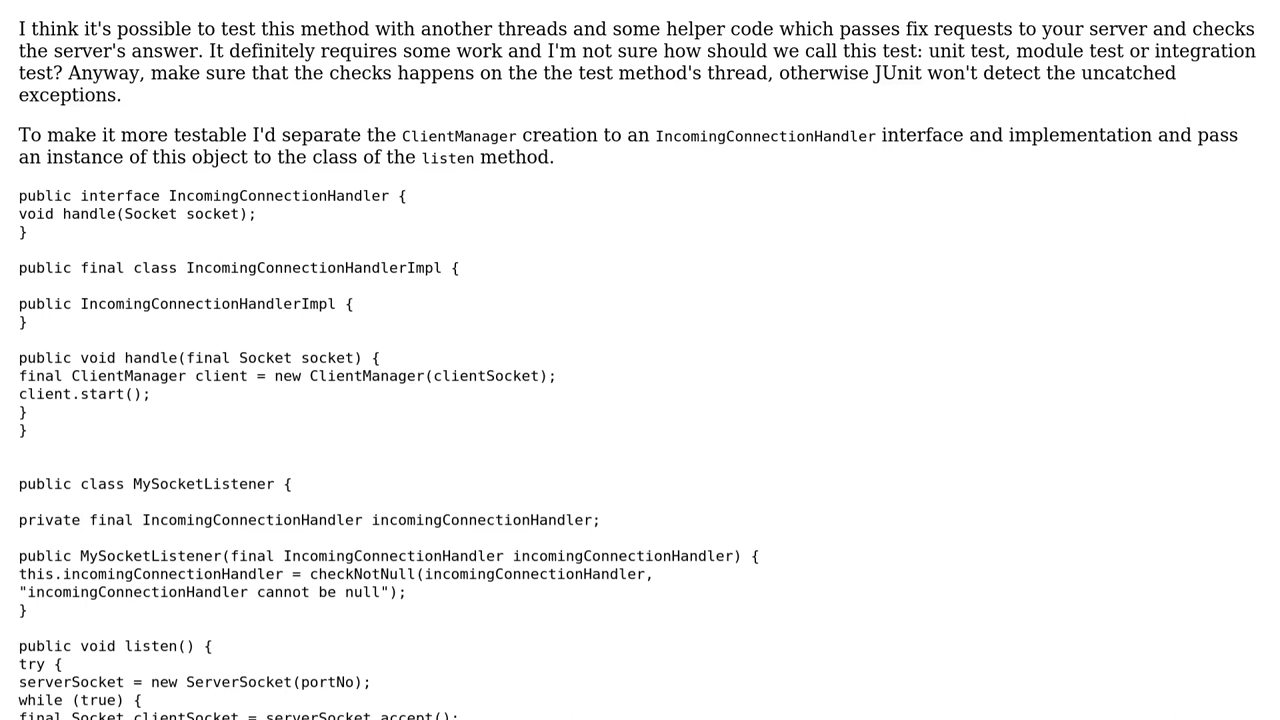 I think it's possible to test this method with another threads and some helper code which passes fix requests to your server and checks
the server's answer. It definitely requires some work and I'm not sure how should we call this test: unit test, module test or integration
test? Anyway, make sure that the checks happens on the the test method's thread, otherwise JUnit won't detect the uncatched
exceptions.
To make it more testable I'd separate the ClientManager creation to an IncomingConnectionHandler interface and implementation and pass
an instance of this object to the class of the listen method.
public interface IncomingConnectionHandler {
void handle(Socket socket);
}
public final class IncomingConnectionHandlerImpl {
public IncomingConnectionHandlerImpl {
}
public void handle(final Socket socket) {
final ClientManager client = new ClientManager(clientSocket);
client.start();
}
}
public class MySocketListener {
private final IncomingConnectionHandler incomingConnectionHandler;
public MySocketListener(final IncomingConnectionHandler incomingConnectionHandler) {
this.incomingConnectionHandler = checkNotNull(incomingConnectionHandler,
"incomingConnectionHandler cannot be null");
}
public void listen() {
try {
serverSocket = new ServerSocket(portNo);
while (true) {
final Socket clientSocket = serverSocket.accept();